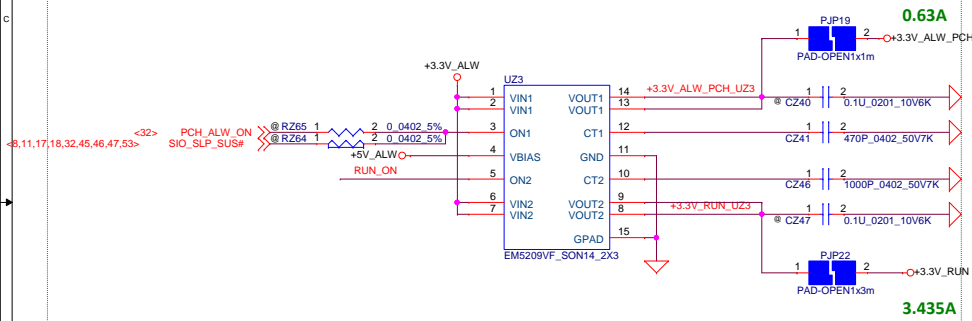 C
0.63A
PJP19
1 2
+3.3V_ALW_PCH
PAD-OPEN1x1m
+3.3V_ALW
UZ3
1 VIN1 VOUT1 14 +3.3V_ALW_PCH_UZ3
2 VIN1 VOUT1 13
@ CZ40 1 2 0.1U_0201_10V6K
<32> PCH_ALW_ON @ RZ65 1 2 0_0402_5%
3 ON1 CT1 12
CZ41 1 2 470P_0402_50V7K
<8,11,17,18,32,45,46,47,53> SIO_SLP_SUS# @ RZ64 1 2 0_0402_5%
+5V_ALW
4 VBIAS GND 11
RUN_ON
5 ON2 CT2 10
CZ46 1 2 1000P_0402_50V7K
6 VIN2 VOUT2 9
7 VIN2 VOUT2 8 +3.3V_RUN_UZ3
@ CZ47 1 2 0.1U_0201_10V6K
GPAD 15
EM5209VF_SON14_2X3
PJP22
1 2
+3.3V_RUN
PAD-OPEN1x3m
3.435A